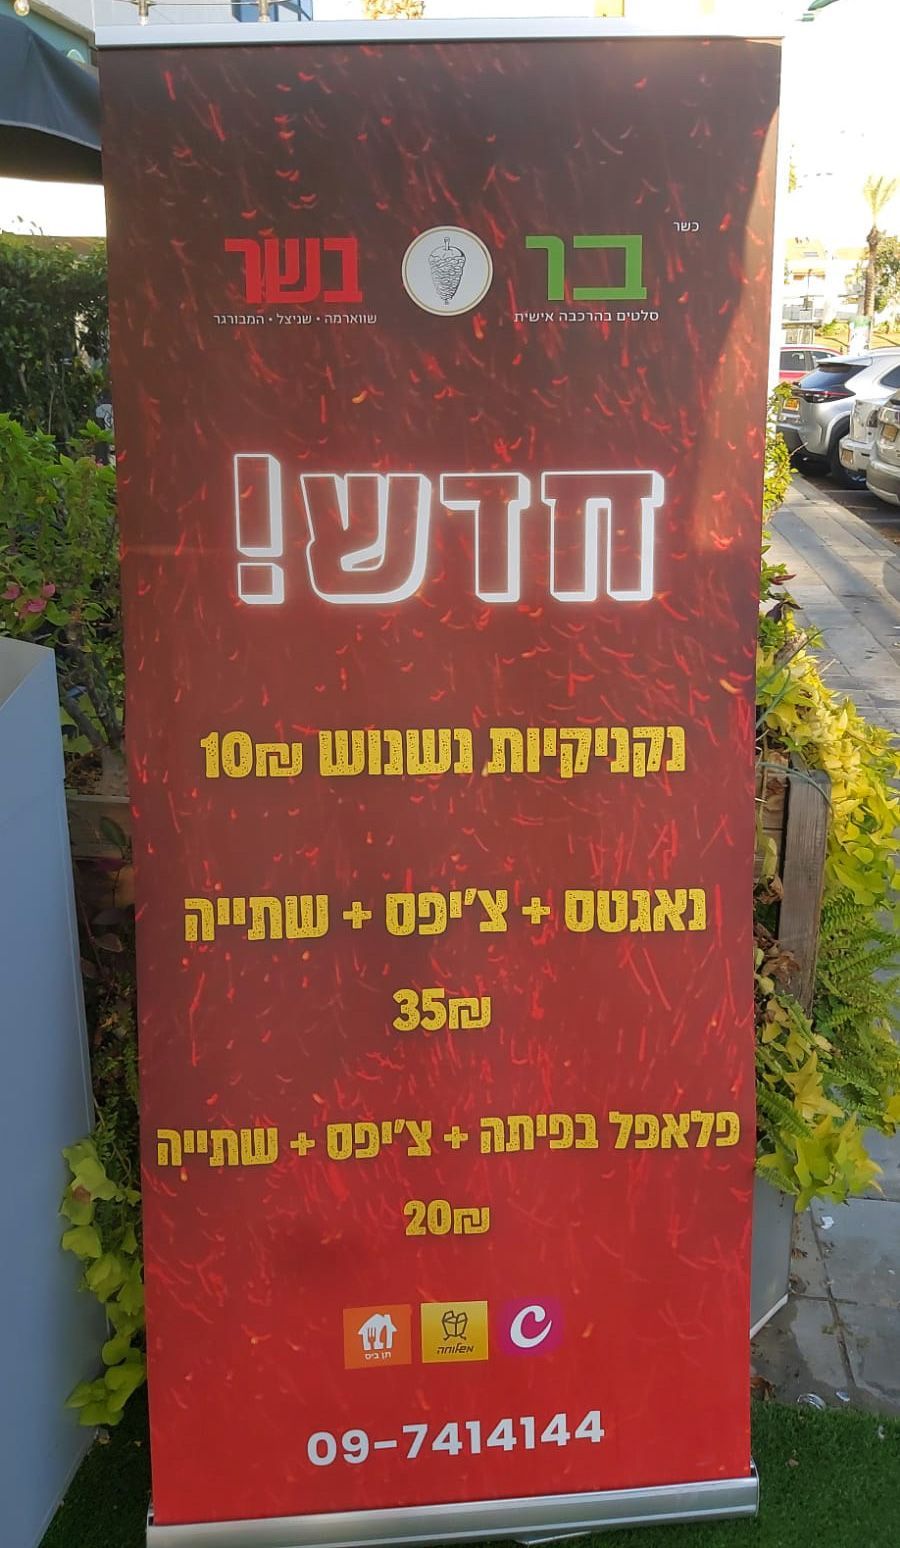 כשר
בר בשר
סלטים בהרכבה אישית
שווארמה • שניצל • המבורגר
חדש!
נקניקיות נשנוש 10₪
נאגטס + צ'יפס + שתייה
35₪
פלאפל בפיתה + צ'יפס + שתייה
20₪
תן ביס
משלוחה
c
09-7414144